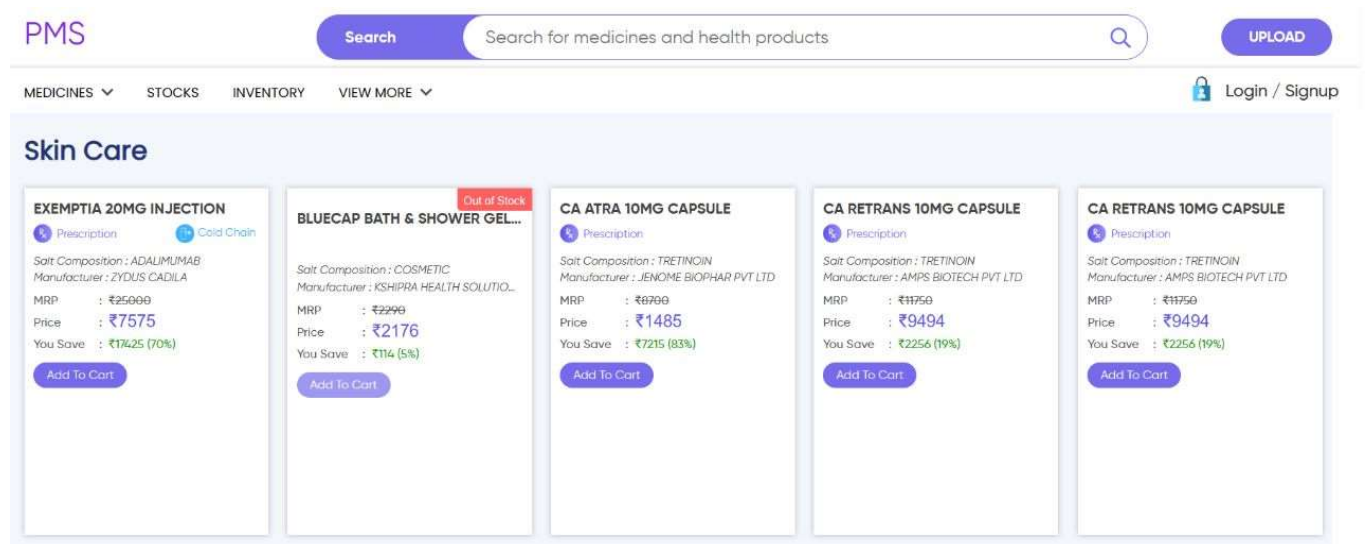 PMS
Search
Search for medicines and health products
UPLOAD
MEDICINES
STOCKS
INVENTORY
VIEW MORE
Login / Signup
Skin Care
EXEMPTIA 20MG INJECTION
Prescription
Cold Chain
Salt Composition : ADALIMUMAB
Manufacturer : ZYDUS CADILA
MRP : ₹25000
Price : ₹7575
You Save : ₹17425 (70%)
Add To Cart
Out of Stock
BLUECAP BATH & SHOWER GEL...
Salt Composition : COSMETIC
Manufacturer : KSHIPRA HEALTH SOLUTIO...
MRP : ₹2290
Price : ₹2176
You Save : ₹114 (5%)
Add To Cart
CA ATRA 10MG CAPSULE
Prescription
Salt Composition : TRETINOIN
Manufacturer : JENOME BIOPHAR PVT LTD
MRP : ₹8700
Price : ₹1485
You Save : ₹7215 (83%)
Add To Cart
CA RETRANS 10MG CAPSULE
Prescription
Salt Composition : TRETINOIN
Manufacturer : AMPS BIOTECH PVT LTD
MRP : ₹11750
Price : ₹9494
You Save : ₹2256 (19%)
Add To Cart
CA RETRANS 10MG CAPSULE
Prescription
Salt Composition : TRETINOIN
Manufacturer : AMPS BIOTECH PVT LTD
MRP : ₹11750
Price : ₹9494
You Save : ₹2256 (19%)
Add To Cart